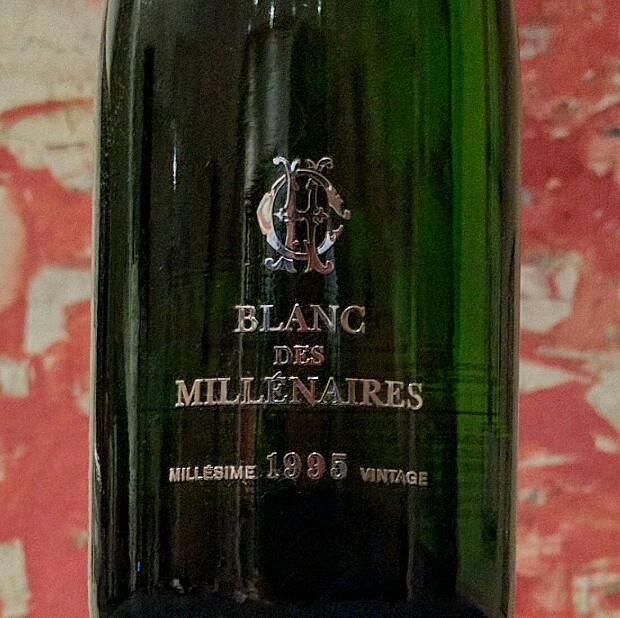 BLANC
DES
MILLÉNAIRES
MILLÉSIME 1995 VINTAGE